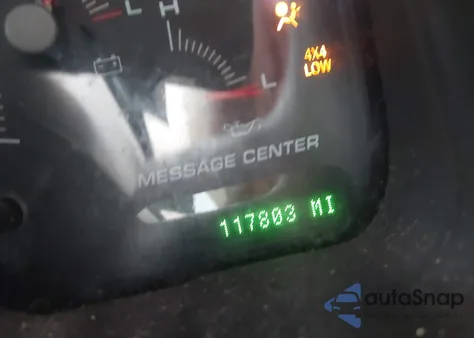 L
H
4X4
LOW
L
MESSAGE CENTER
117803 MI
autoSnap